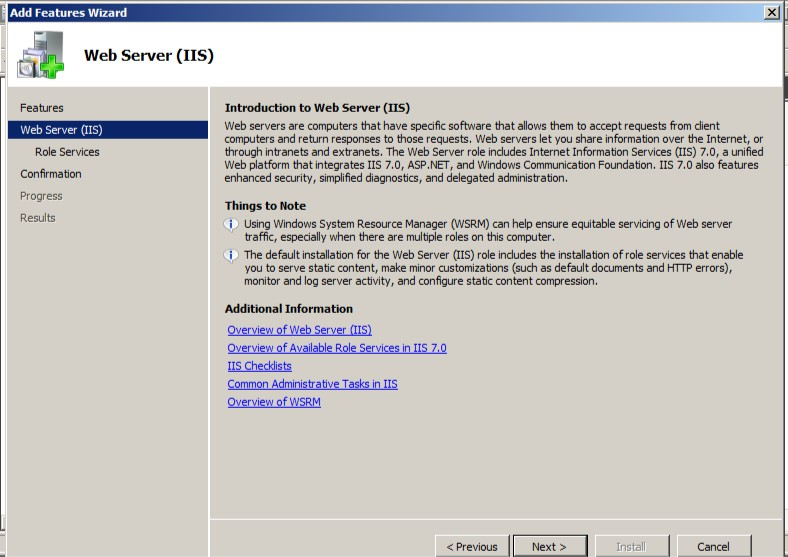 Add Features Wizard
Web Server (IIS)
Features
Web Server (IIS)
Role Services
Confirmation
Progress
Results
Introduction to Web Server (IIS)
Web servers are computers that have specific software that allows them to accept requests from client
computers and return responses to those requests. Web servers let you share information over the Internet, or
through intranets and extranets. The Web Server role includes Internet Information Services (IIS) 7.0, a unified
Web platform that integrates IIS 7.0, ASP.NET, and Windows Communication Foundation. IIS 7.0 also features
enhanced security, simplified diagnostics, and delegated administration.
Things to Note
Using Windows System Resource Manager (WSRM) can help ensure equitable servicing of Web server
traffic, especially when there are multiple roles on this computer.
The default installation for the Web Server (IIS) role includes the installation of role services that enable
you to serve static content, make minor customizations (such as default documents and HTTP errors),
monitor and log server activity, and configure static content compression.
Additional Information
Overview of Web Server (IIS)
Overview of Available Role Services in IIS 7.0
IIS Checklists
Common Administrative Tasks in IIS
Overview of WSRM
< Previous
Next >
Install
Cancel